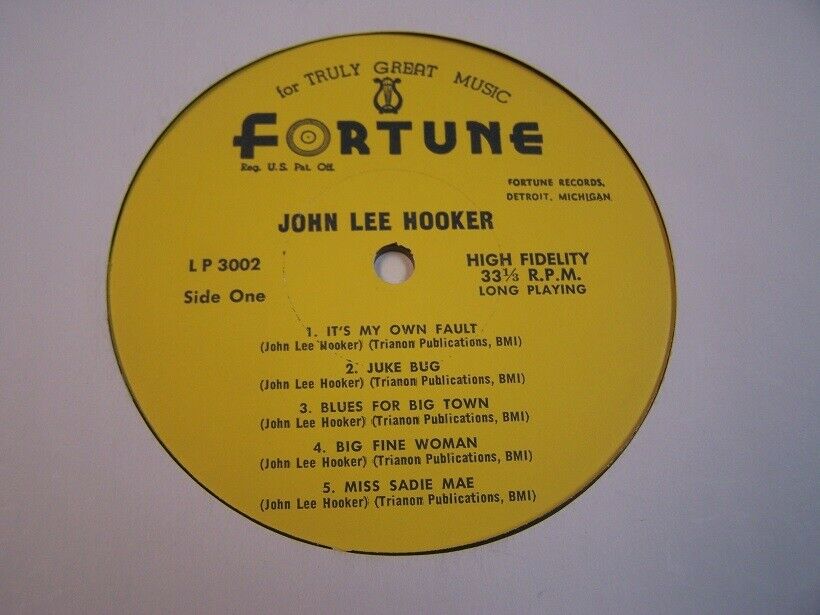 for TRULY GREAT MUSIC
FORTUNE
Reg. U.S. Pat. Off.
FORTUNE RECORDS,
DETROIT, MICHIGAN
JOHN LEE HOOKER
LP 3002
Side One
HIGH FIDELITY
33⅓ R.P.M.
LONG PLAYING
1. IT'S MY OWN FAULT
(John Lee Hooker) (Trianon Publications, BMI)
2. JUKE BUG
(John Lee Hooker) (Trianon Publications, BMI)
3. BLUES FOR BIG TOWN
(John Lee Hooker) (Trianon Publications, BMI)
4. BIG FINE WOMAN
(John Lee Hooker) (Trianon Publications, BMI)
5. MISS SADIE MAE
(John Lee Hooker) (Trianon Publications, BMI)